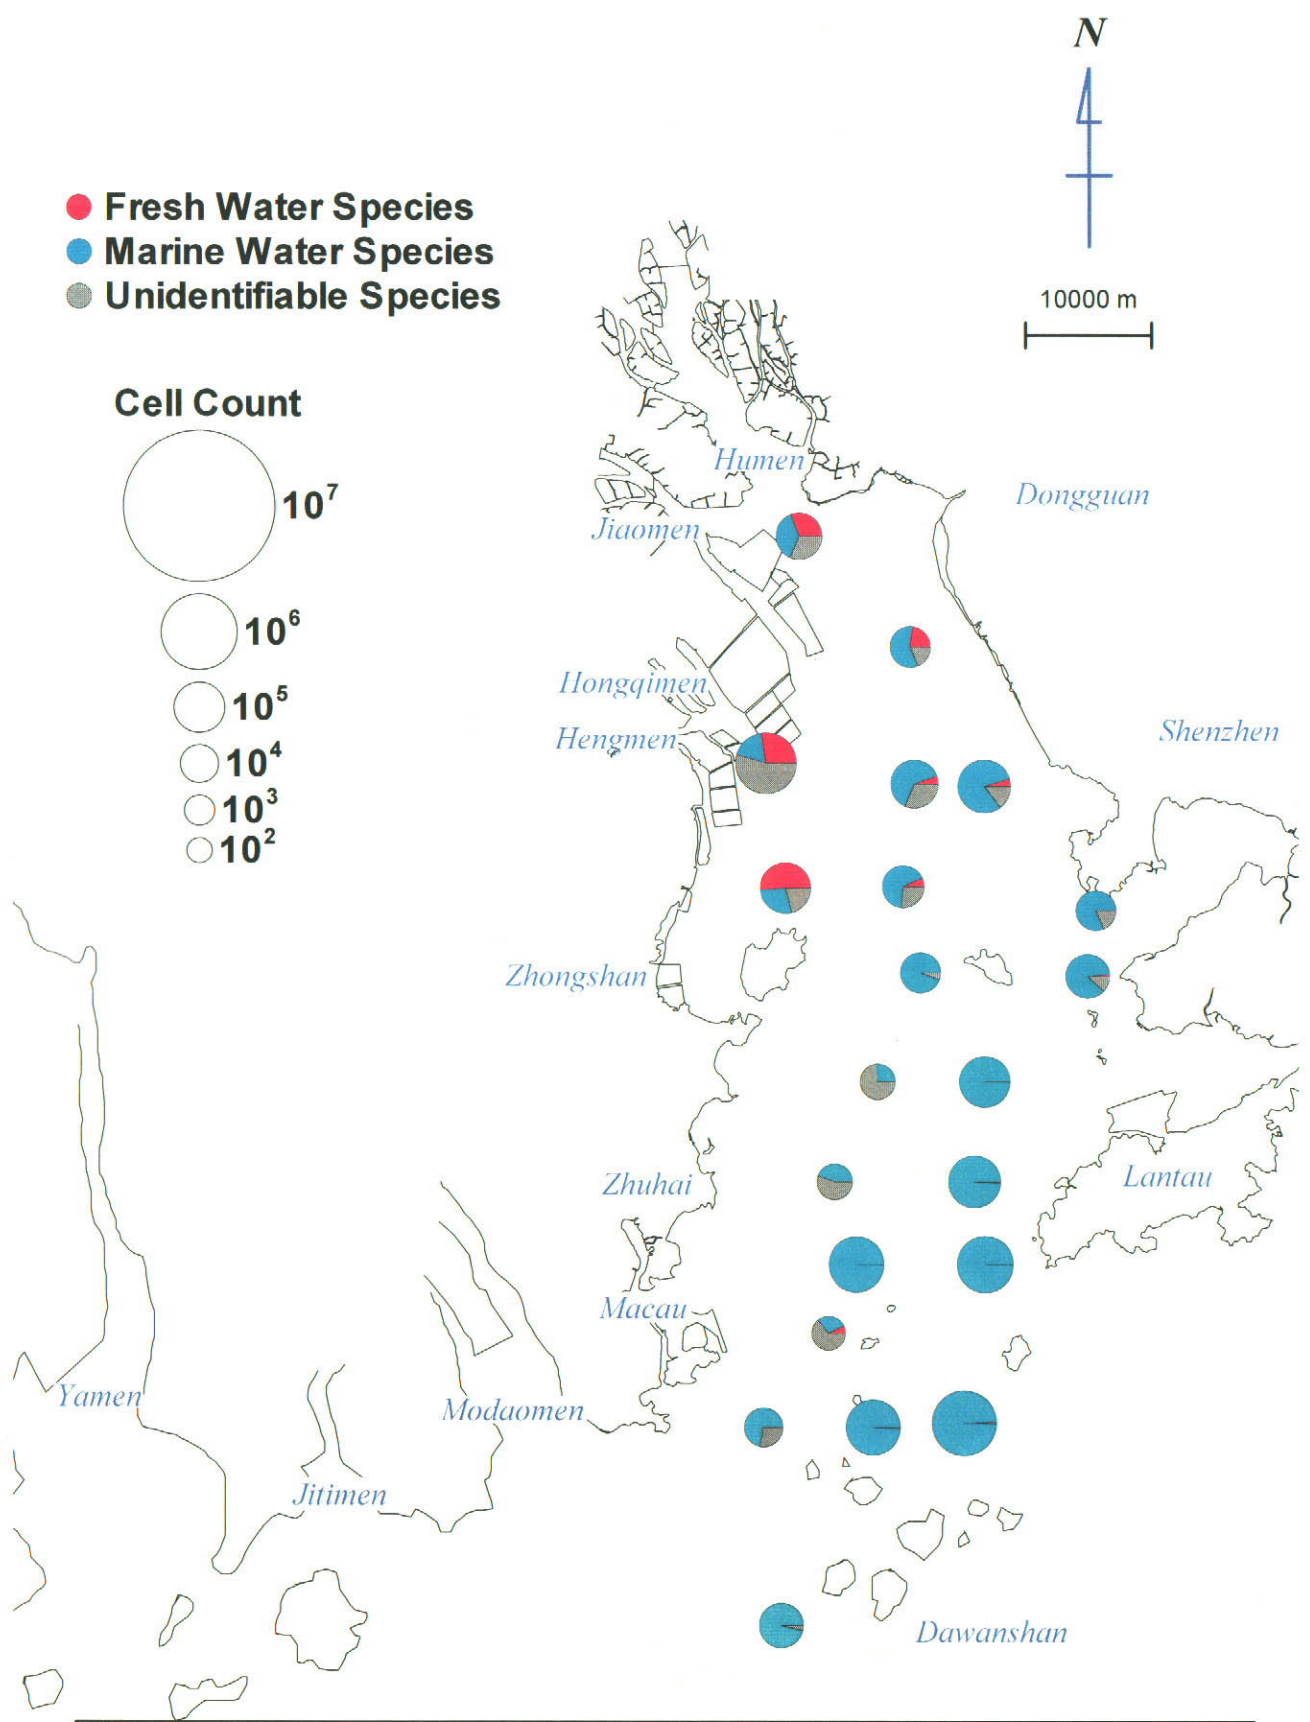 N
Fresh Water Species
Marine Water Species
Unidentifiable Species
10000 m
Cell Count
10⁷
10⁶
10⁵
10⁴
10³
10²
Humen
Dongguan
Jiaomen
Hongqimen
Hengmen
Shenzhen
Zhongshan
Zhuhai
Lantau
Macau
Yamen
Modaomen
Jitimen
Dawanshan